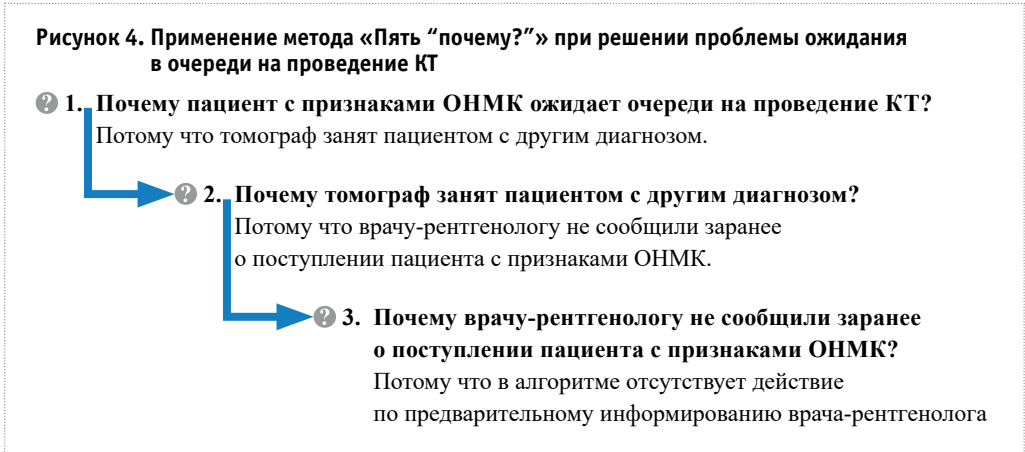 Рисунок 4. Применение метода «Пять “почему?”» при решении проблемы ожидания
в очереди на проведение КТ
? 1. Почему пациент с признаками ОНМК ожидает очереди на проведение КТ?
Потому что томограф занят пациентом с другим диагнозом.
? 2. Почему томограф занят пациентом с другим диагнозом?
Потому что врачу-рентгенологу не сообщили заранее
о поступлении пациента с признаками ОНМК.
? 3. Почему врачу-рентгенологу не сообщили заранее
о поступлении пациента с признаками ОНМК?
Потому что в алгоритме отсутствует действие
по предварительному информированию врача-рентгенолога